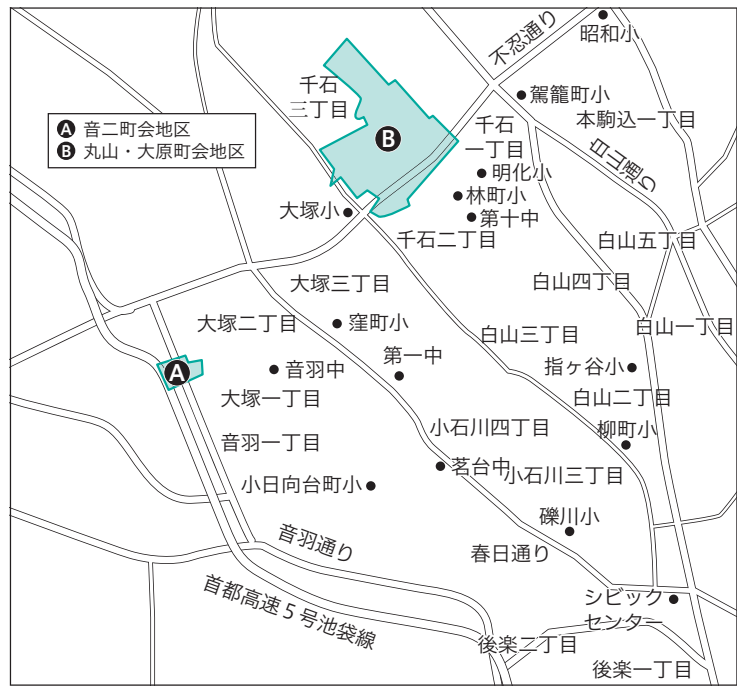 昭和小
不忍通り
千石
三丁目
駕籠町小
本駒込一丁目
A 音二町会地区
B 丸山・大原町会地区
B
千石
一丁目
白山通り
明化小
林町小
大塚小
第十中
千石二丁目
白山五丁目
大塚三丁目
白山四丁目
大塚二丁目
窪町小
白山三丁目
白山一丁目
A
音羽中
第一中
指ヶ谷小
大塚一丁目
白山二丁目
音羽一丁目
小石川四丁目
柳町小
小日向台町小
茗台中
小石川三丁目
礫川小
音羽通り
春日通り
首都高速5号池袋線
シビック
センター
後楽二丁目
後楽一丁目